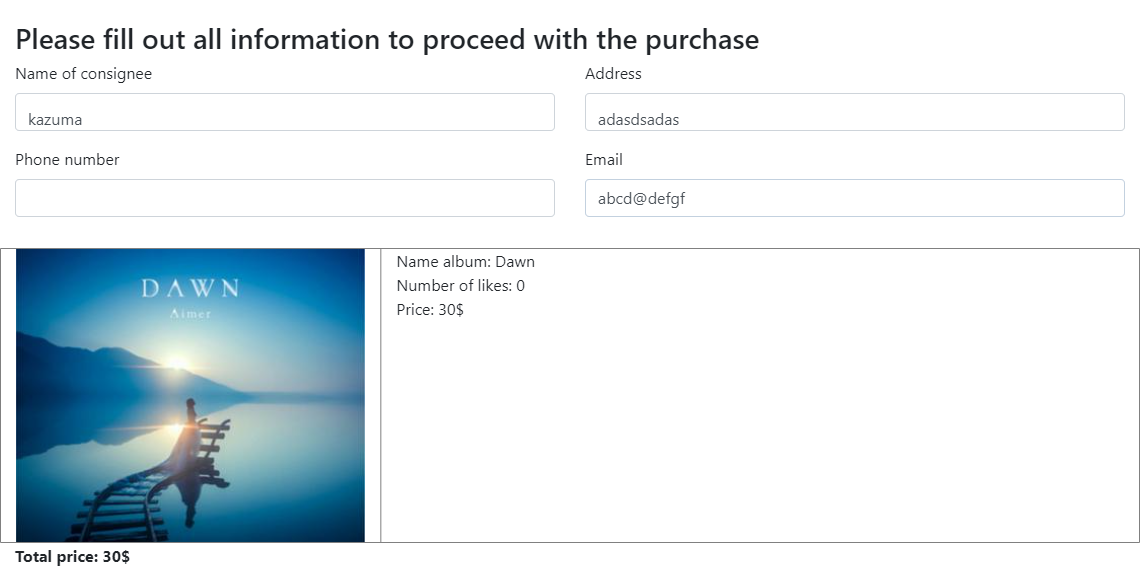 Please fill out all information to proceed with the purchase
Name of consignee
Address
kazuma
adasdsadas
Phone number
Email
abcd@defgf
DAWN
Aimer
Name album: Dawn
Number of likes: 0
Price: 30$
Total price: 30$